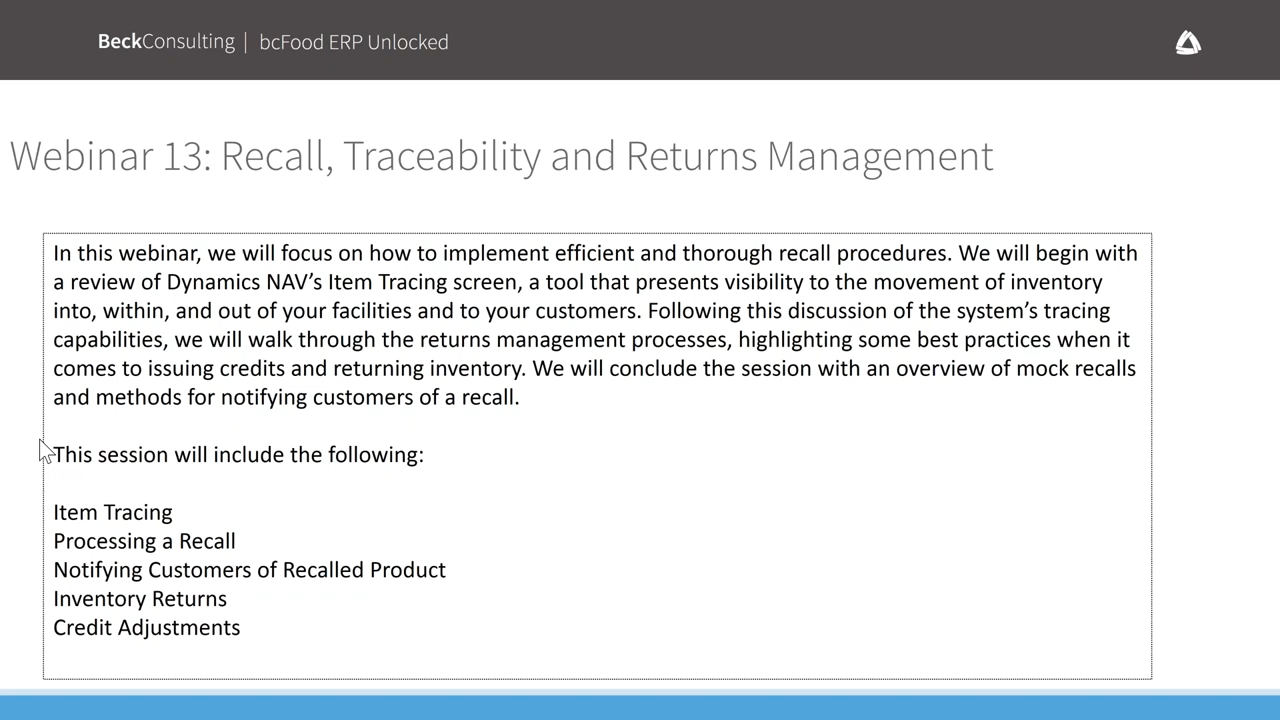 BeckConsulting | bcFood ERP Unlocked
Webinar 13: Recall, Traceability and Returns Management
In this webinar, we will focus on how to implement efficient and thorough recall procedures. We will begin with
a review of Dynamics NAV’s Item Tracing screen, a tool that presents visibility to the movement of inventory
into, within, and out of your facilities and to your customers. Following this discussion of the system’s tracing
capabilities, we will walk through the returns management processes, highlighting some best practices when it
comes to issuing credits and returning inventory. We will conclude the session with an overview of mock recalls
and methods for notifying customers of a recall.
This session will include the following:
Item Tracing
Processing a Recall
Notifying Customers of Recalled Product
Inventory Returns
Credit Adjustments